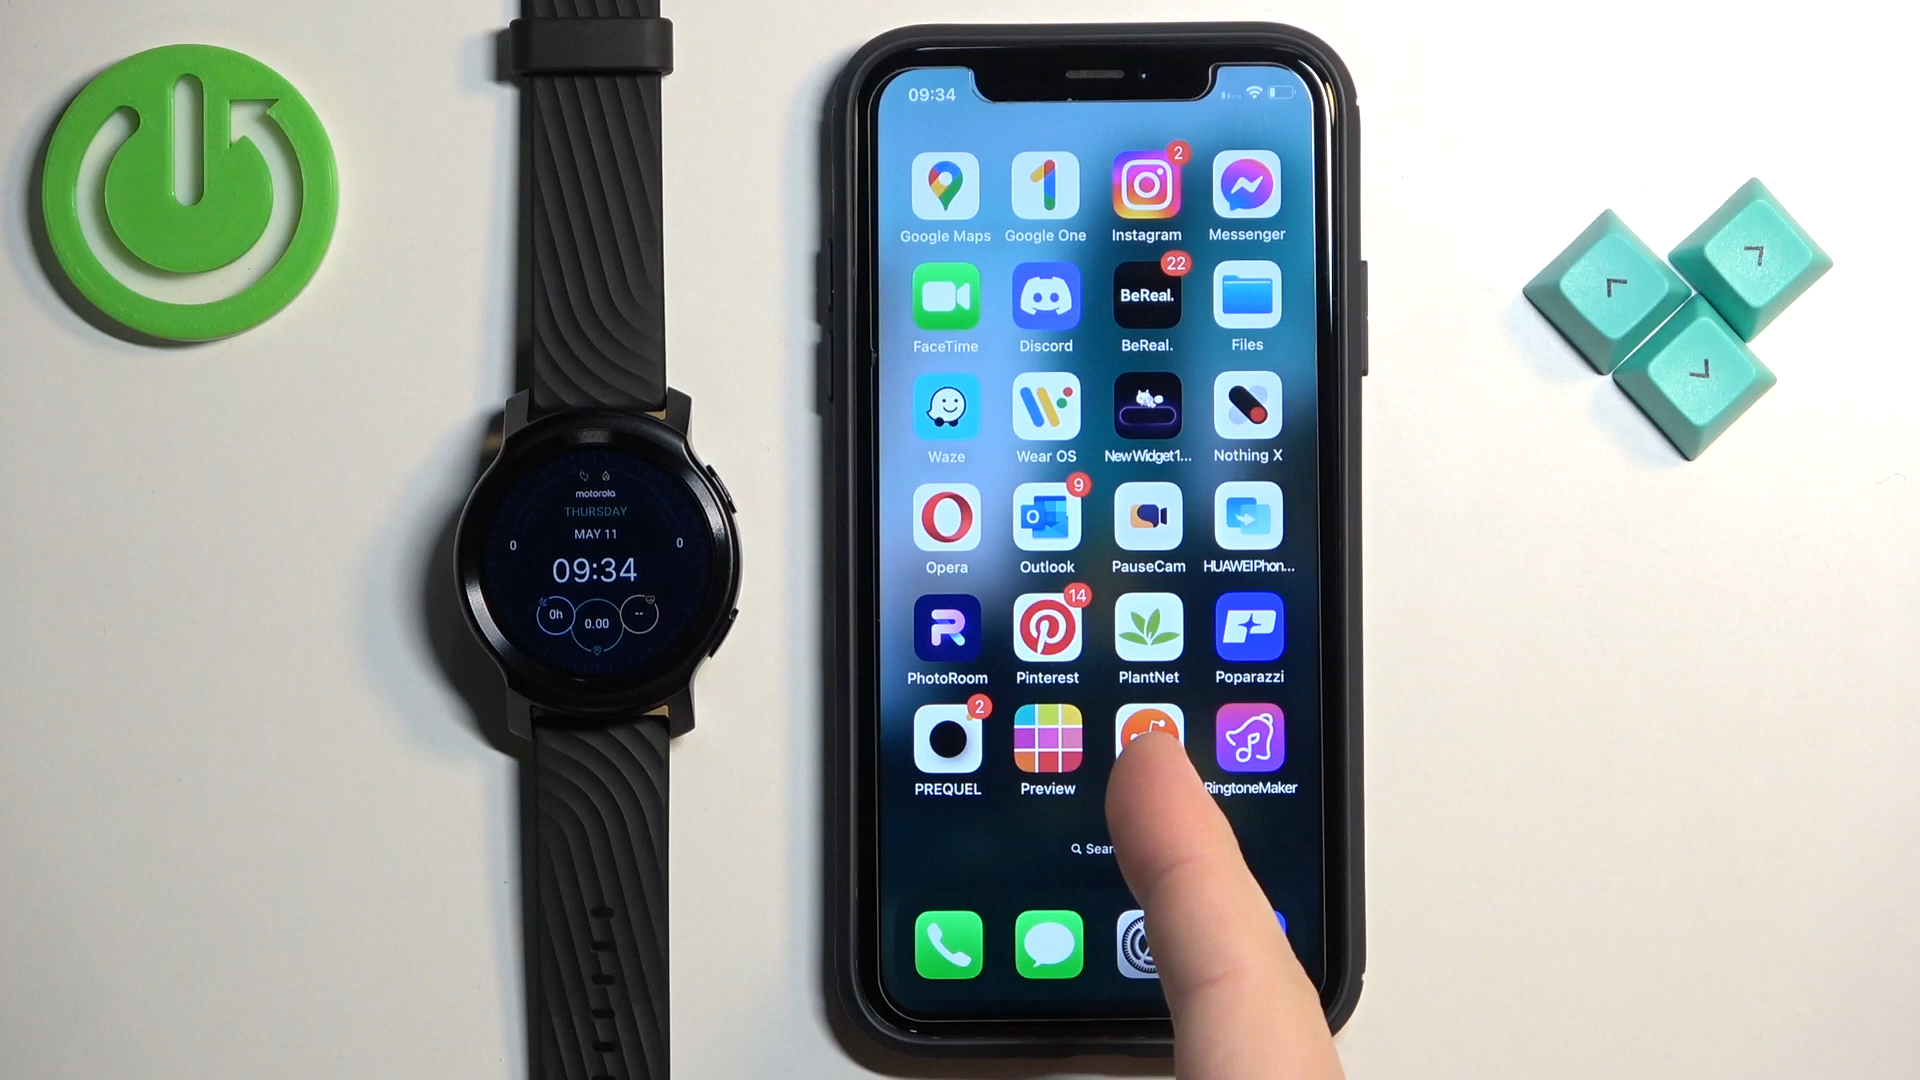 motorola
THURSDAY
MAY 11
0
0
09:34
0h
0.00
--
09:34
2
Google Maps
Google One
Instagram
Messenger
22
BeReal.
FaceTime
Discord
BeReal.
Files
Waze
Wear OS
NewWidget1...
Nothing X
9
O
Opera
Outlook
PauseCam
HUAWEIPhon...
14
R
PhotoRoom
Pinterest
PlantNet
Poparazzi
2
PREQUEL
Preview
RingtoneMaker